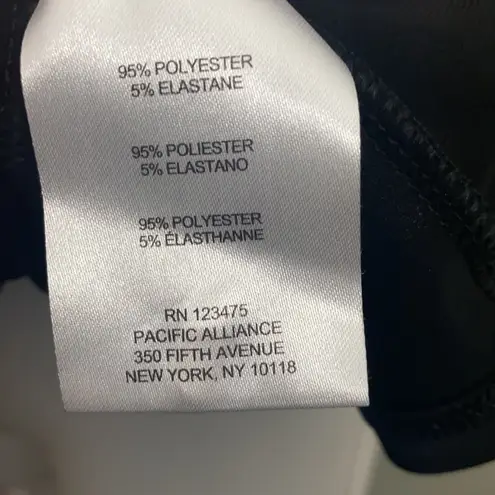 95% POLYESTER
5% ELASTANE
95% POLIESTER
5% ELASTANO
95% POLYESTER
5% ÉLASTHANNE
RN 123475
PACIFIC ALLIANCE
350 FIFTH AVENUE
NEW YORK, NY 10118